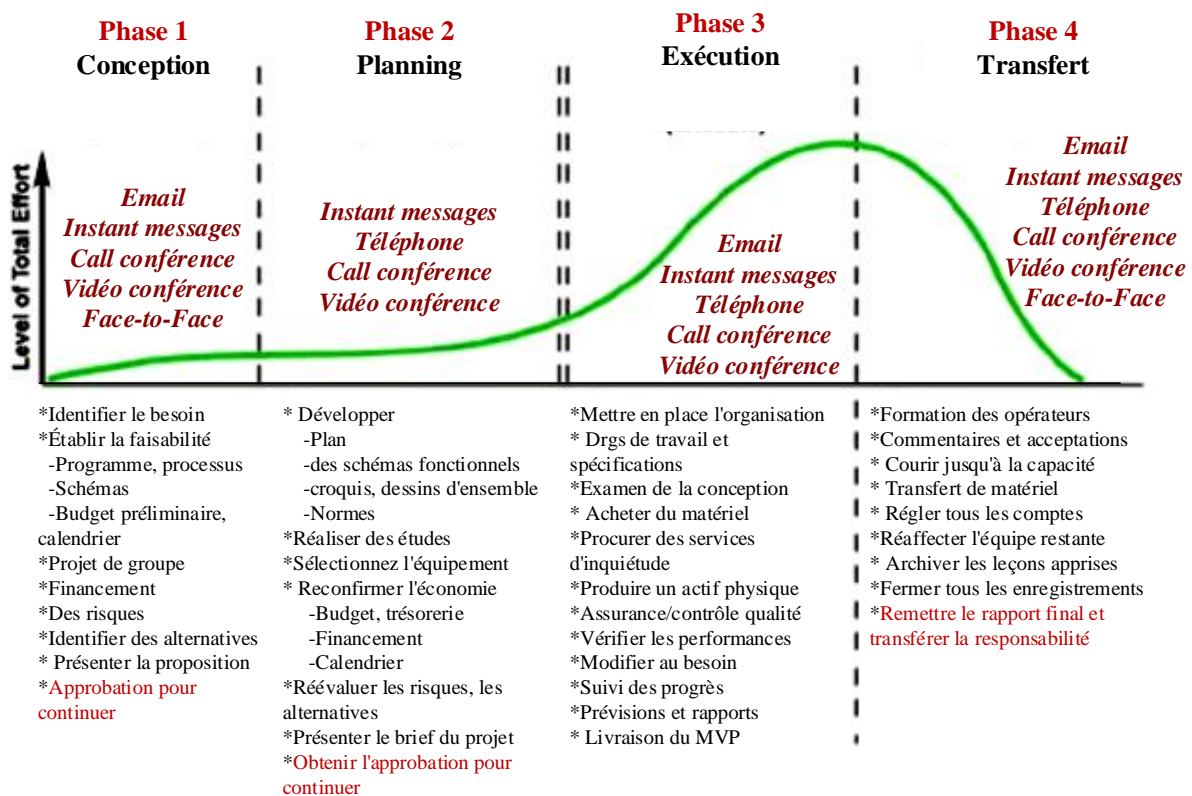 Phase 1
Conception
Phase 2
Planning
Phase 3
Exécution
Phase 4
Transfert
Level of Total Effort
Email
Instant messages
Call conférence
Vidéo conférence
Face-to-Face
Instant messages
Téléphone
Call conférence
Vidéo conférence
Email
Instant messages
Téléphone
Call conférence
Vidéo conférence
Email
Instant messages
Téléphone
Call conférence
Vidéo conférence
Face-to-Face
*Identifier le besoin
*Établir la faisabilité
-Programme, processus
-Schémas
-Budget préliminaire,
calendrier
*Projet de groupe
*Financement
*Des risques
*Identifier des alternatives
* Présenter la proposition
*Approbation pour
continuer
* Développer
-Plan
-des schémas fonctionnels
-croquis, dessins d'ensemble
-Normes
*Réaliser des études
*Sélectionnez l'équipement
* Reconfirmer l'économie
-Budget, trésorerie
-Financement
-Calendrier
*Réévaluer les risques, les
alternatives
*Présenter le brief du projet
*Obtenir l'approbation pour
continuer
*Mettre en place l'organisation
* Drgs de travail et
spécifications
*Examen de la conception
* Acheter du matériel
*Procurer des services
d'inquiétude
*Produire un actif physique
*Assurance/contrôle qualité
*Vérifier les performances
*Modifier au besoin
*Suivi des progrès
*Prévisions et rapports
* Livraison du MVP
*Formation des opérateurs
*Commentaires et acceptations
* Courir jusqu'à la capacité
* Transfert de matériel
* Régler tous les comptes
*Réaffecter l'équipe restante
* Archiver les leçons apprises
*Fermer tous les enregistrements
*Remettre le rapport final et
transférer la responsabilité